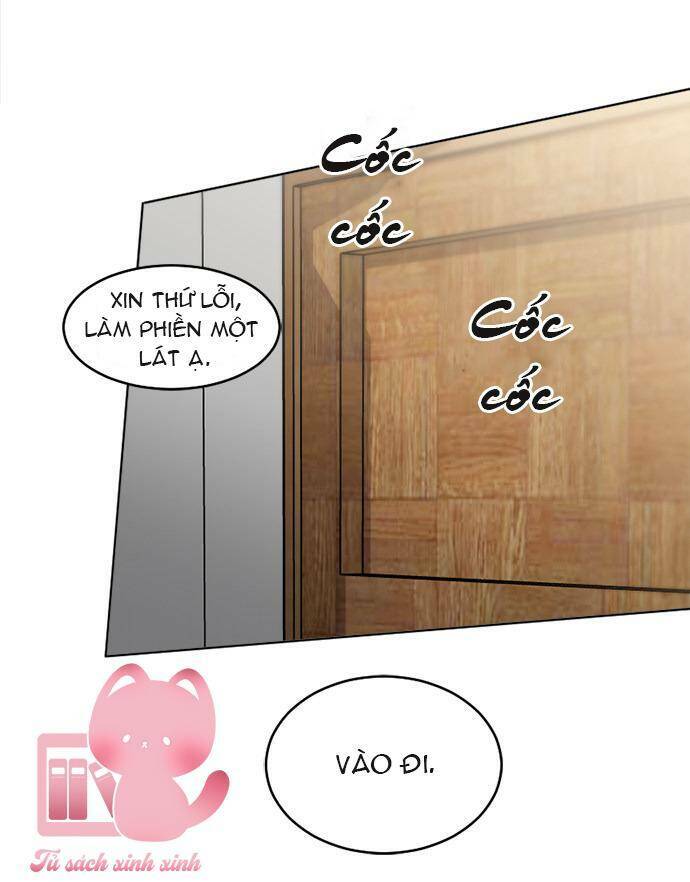 Cốc
cốc
XIN THỨ LỖI,
LÀM PHIỀN MỘT
LÁT Ạ.
Cốc
cốc
VÀO ĐI.
Tủ sách xinh xinh